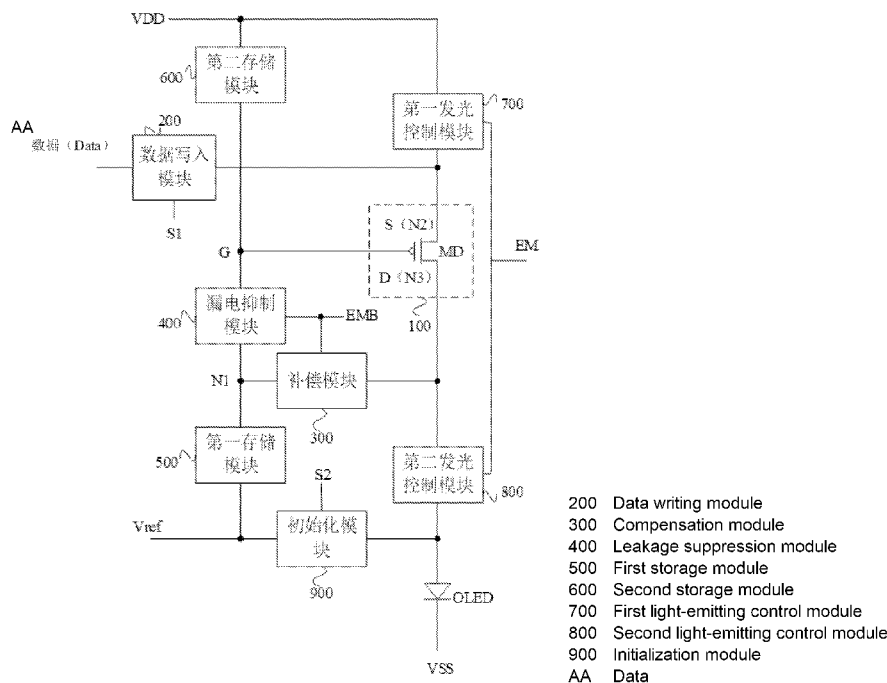 VDD
第二存储
模块
600
第一发光
控制模块
700
AA
数据（Data）
200
数据写入
模块
S1
S（N2）
G
MD
EM
D（N3）
漏电抑制
模块
400
EMB
100
N1
补偿模块
300
第一存储
模块
500
第二发光
控制模块
800
S2
Vref
初始化模
块
900
OLED
VSS
200 Data writing module
300 Compensation module
400 Leakage suppression module
500 First storage module
600 Second storage module
700 First light-emitting control module
800 Second light-emitting control module
900 Initialization module
AA Data